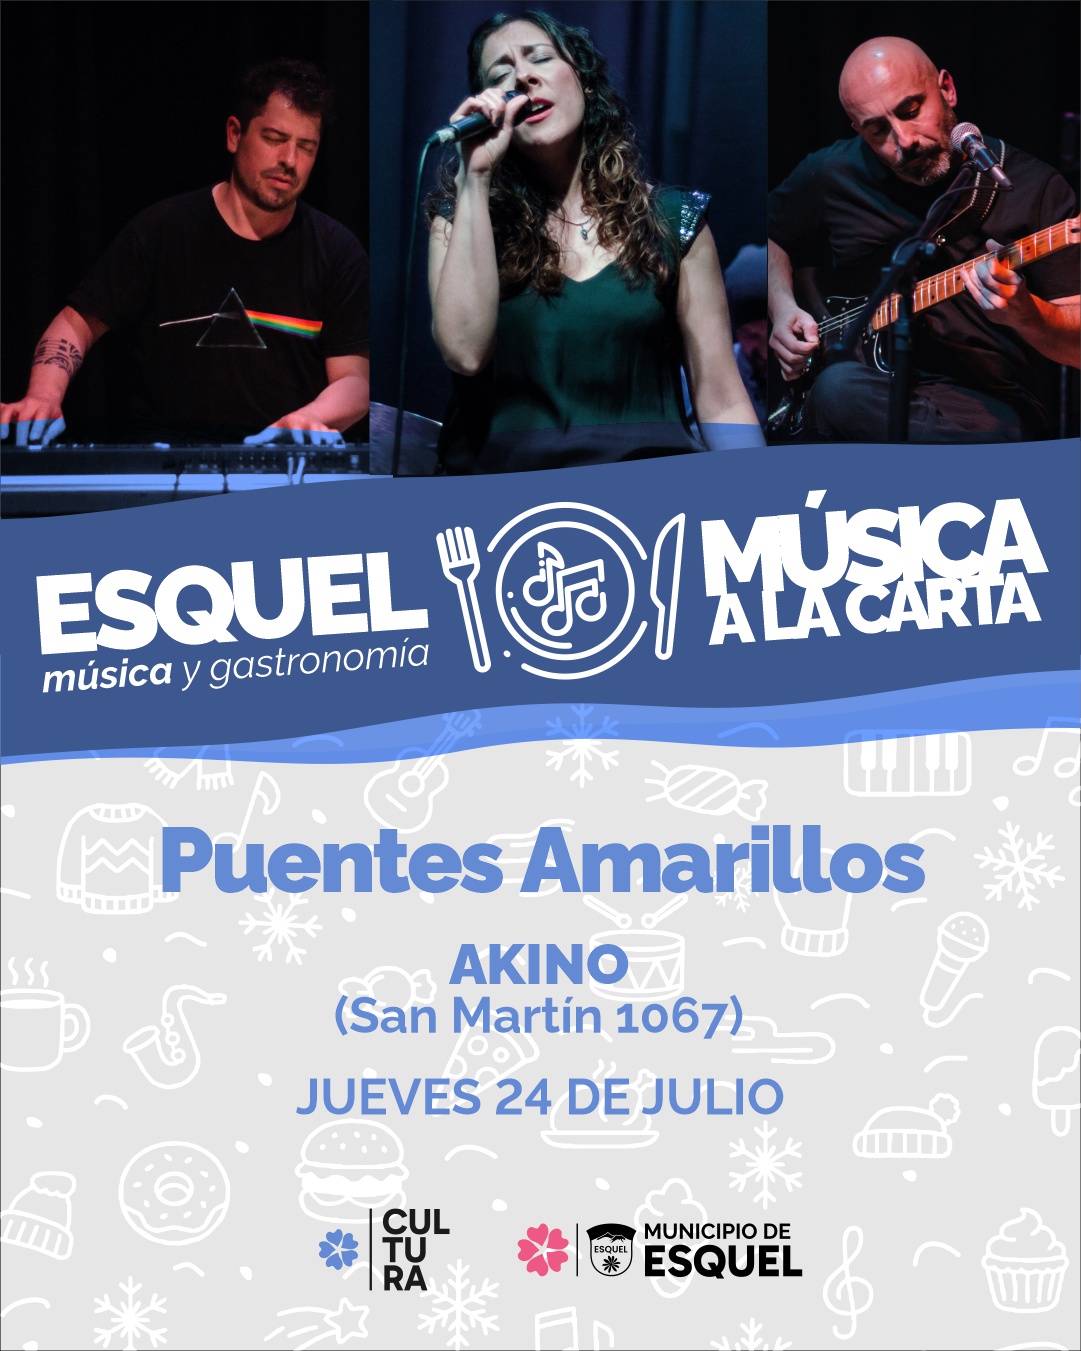 ESQUEL
música y gastronomía
MÚSICA
A LA CARTA
Puentes Amarillos
AKINO
(San Martín 1067)
JUEVES 24 DE JULIO
CUL
TU
RA
ESQUEL
MUNICIPIO DE
ESQUEL